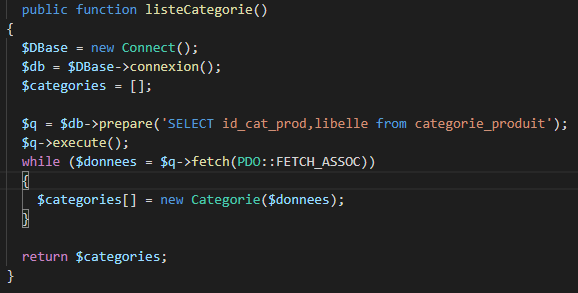 public function listeCategorie()
{
$DBase = new Connect();
$db = $DBase->connexion();
$categories = [];
$q = $db->prepare('SELECT id_cat_prod,libelle from categorie_produit');
$q->execute();
while ($donnees = $q->fetch(PDO::FETCH_ASSOC))
{
$categories[] = new Categorie($donnees);
}
return $categories;
}